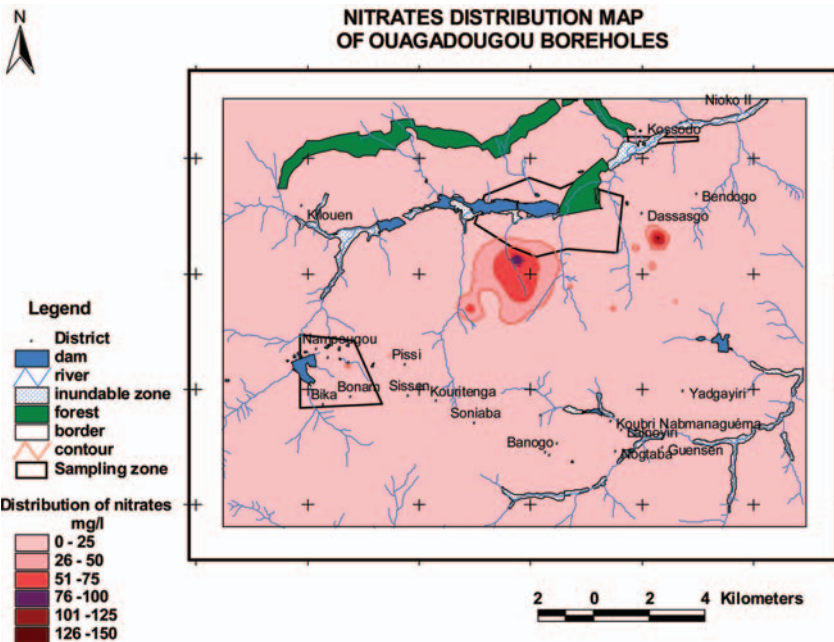 N
NITRATES DISTRIBUTION MAP
OF OUAGADOUGOU BOREHOLES
Nioko II
Kossodo
Bendogo
Kilouen
Dassasgo
Nampougou
Pissi
Bika
Bonam
Sissen
Kouritenga
Yadgayiri
Soniaba
Koubri Nabmanaguéma
Banogo
Nogtaba
Guensen
Legend
District
dam
river
inundable zone
forest
border
contour
Sampling zone
Distribution of nitrates
mg/l
0 - 25
26 - 50
51 -75
76 -100
101 -125
126 -150
2 0 2 4 Kilometers